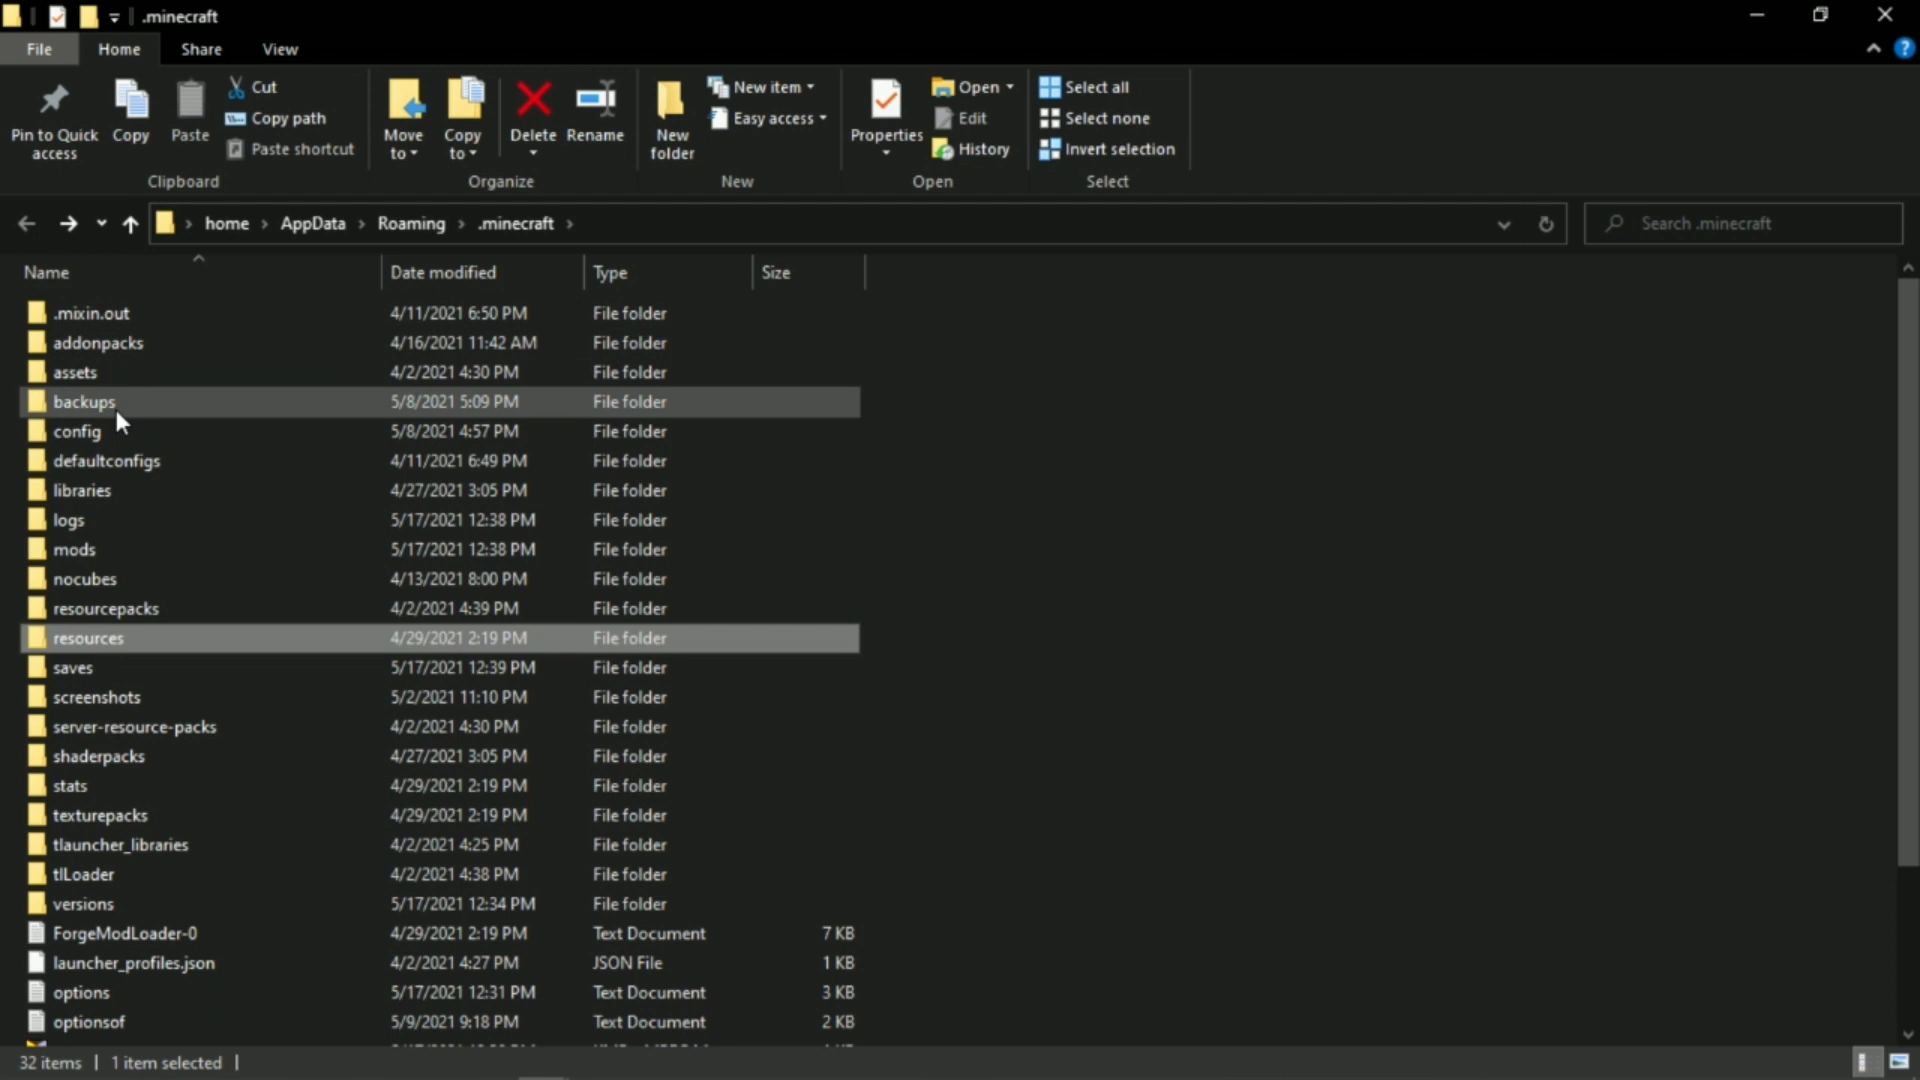 .minecraft
File Home Share View
Pin to Quick access
Copy
Paste
Cut
Copy path
Paste shortcut
Clipboard
Move to
Copy to
Delete
Rename
Organize
New folder
New item
Easy access
New
Properties
Open
Edit
History
Open
Select all
Select none
Invert selection
Select
home AppData Roaming .minecraft
Search .minecraft
Name Date modified Type Size
.mixin.out 4/11/2021 6:50 PM File folder
addonpacks 4/16/2021 11:42 AM File folder
assets 4/2/2021 4:30 PM File folder
backups 5/8/2021 5:09 PM File folder
config 5/8/2021 4:57 PM File folder
defaultconfigs 4/11/2021 6:49 PM File folder
libraries 4/27/2021 3:05 PM File folder
logs 5/17/2021 12:38 PM File folder
mods 5/17/2021 12:38 PM File folder
nocubes 4/13/2021 8:00 PM File folder
resourcepacks 4/2/2021 4:39 PM File folder
resources 4/29/2021 2:19 PM File folder
saves 5/17/2021 12:39 PM File folder
screenshots 5/2/2021 11:10 PM File folder
server-resource-packs 4/2/2021 4:30 PM File folder
shaderpacks 4/27/2021 3:05 PM File folder
stats 4/29/2021 2:19 PM File folder
texturepacks 4/29/2021 2:19 PM File folder
tlauncher_libraries 4/2/2021 4:25 PM File folder
tlLoader 4/2/2021 4:38 PM File folder
versions 5/17/2021 12:34 PM File folder
ForgeModLoader-0 4/29/2021 2:19 PM Text Document 7 KB
launcher_profiles.json 4/2/2021 4:27 PM JSON File 1 KB
options 5/17/2021 12:31 PM Text Document 3 KB
optionsof 5/9/2021 9:18 PM Text Document 2 KB
32 items 1 item selected